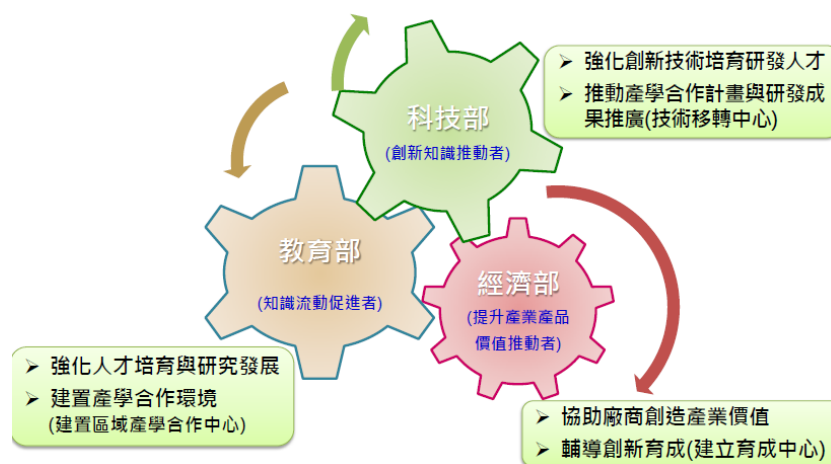 科技部
(創新知識推動者)
➢ 強化創新技術培育研發人才
➢ 推動產學合作計畫與研發成
果推廣(技術移轉中心)
教育部
(知識流動促進者)
➢ 強化人才培育與研究發展
➢ 建置產學合作環境
(建置區域產學合作中心)
經濟部
(提升產業產品
價值推動者)
➢ 協助廠商創造產業價值
➢ 輔導創新育成(建立育成中心)